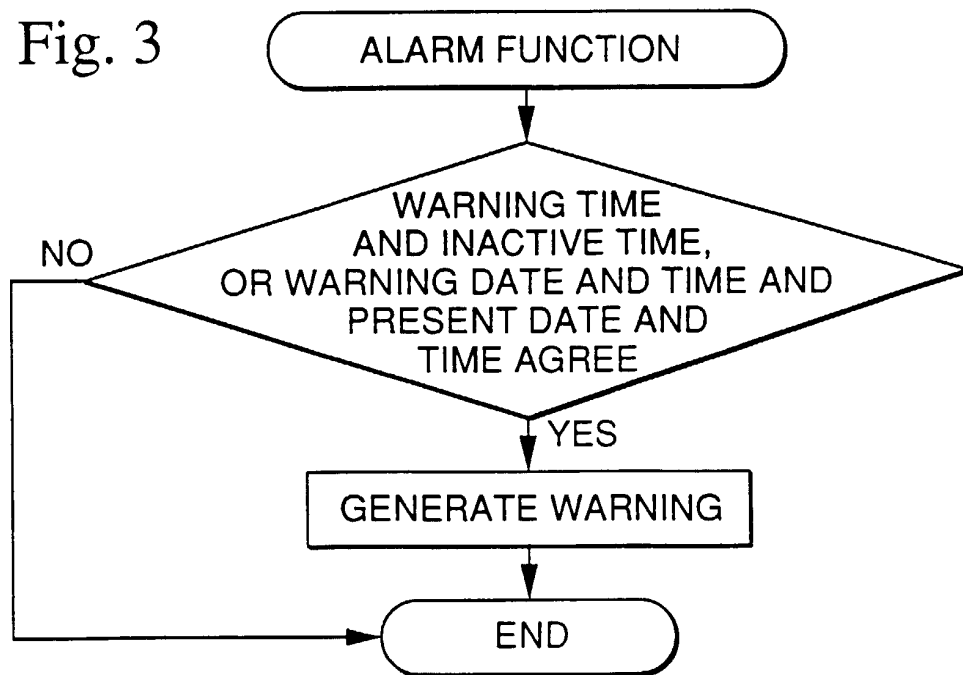 Fig. 3
ALARM FUNCTION
WARNING TIME
AND INACTIVE TIME,
OR WARNING DATE AND TIME AND
PRESENT DATE AND
TIME AGREE
NO
YES
GENERATE WARNING
END